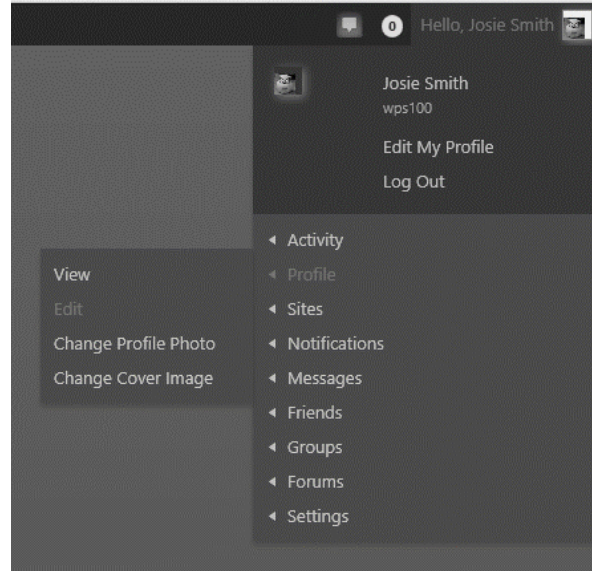 0 Hello, Josie Smith
Josie Smith
wps100
Edit My Profile
Log Out
Activity
Profile
Sites
Notifications
Messages
Friends
Groups
Forums
Settings
View
Edit
Change Profile Photo
Change Cover Image